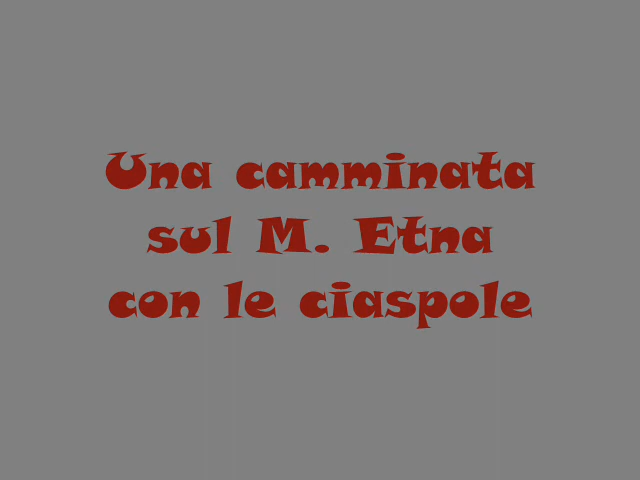 Una camminata
sul M. Etna
con le ciaspole